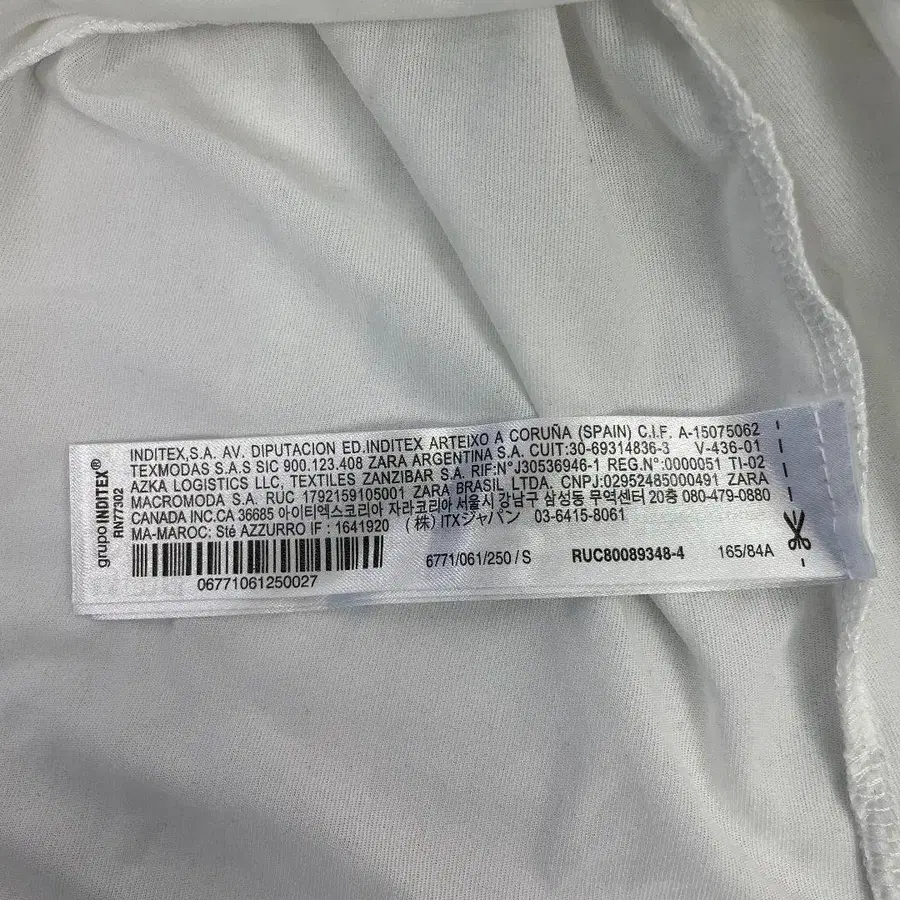 grupo INDITEX®
RN77302
INDITEX,S.A. AV. DIPUTACION ED.INDITEX ARTEIXO A CORUÑA (SPAIN) C.I.F. A-15075062
TEXMODAS S.A.S SIC 900.123.408 ZARA ARGENTINA S.A. CUIT:30-69314836-3 V-436-01
AZKA LOGISTICS LLC, TEXTILES ZANZIBAR S.A. RIF:N°J30536946-1 REG.N°:0000051 TI-02
MACROMODA S.A. RUC 1792159105001 ZARA BRASIL LTDA. CNPJ:02952485000491 ZARA
CANADA INC.CA 36685 아이티엑스코리아 자라코리아 서울시 강남구 삼성동 무역센터 20층 080-479-0880
MA-MAROC: Sté AZZURRO IF : 1641920 (株) ITXジャパン 03-6415-8061
6771/061/250 / S RUC80089348-4 165/84A
06771061250027